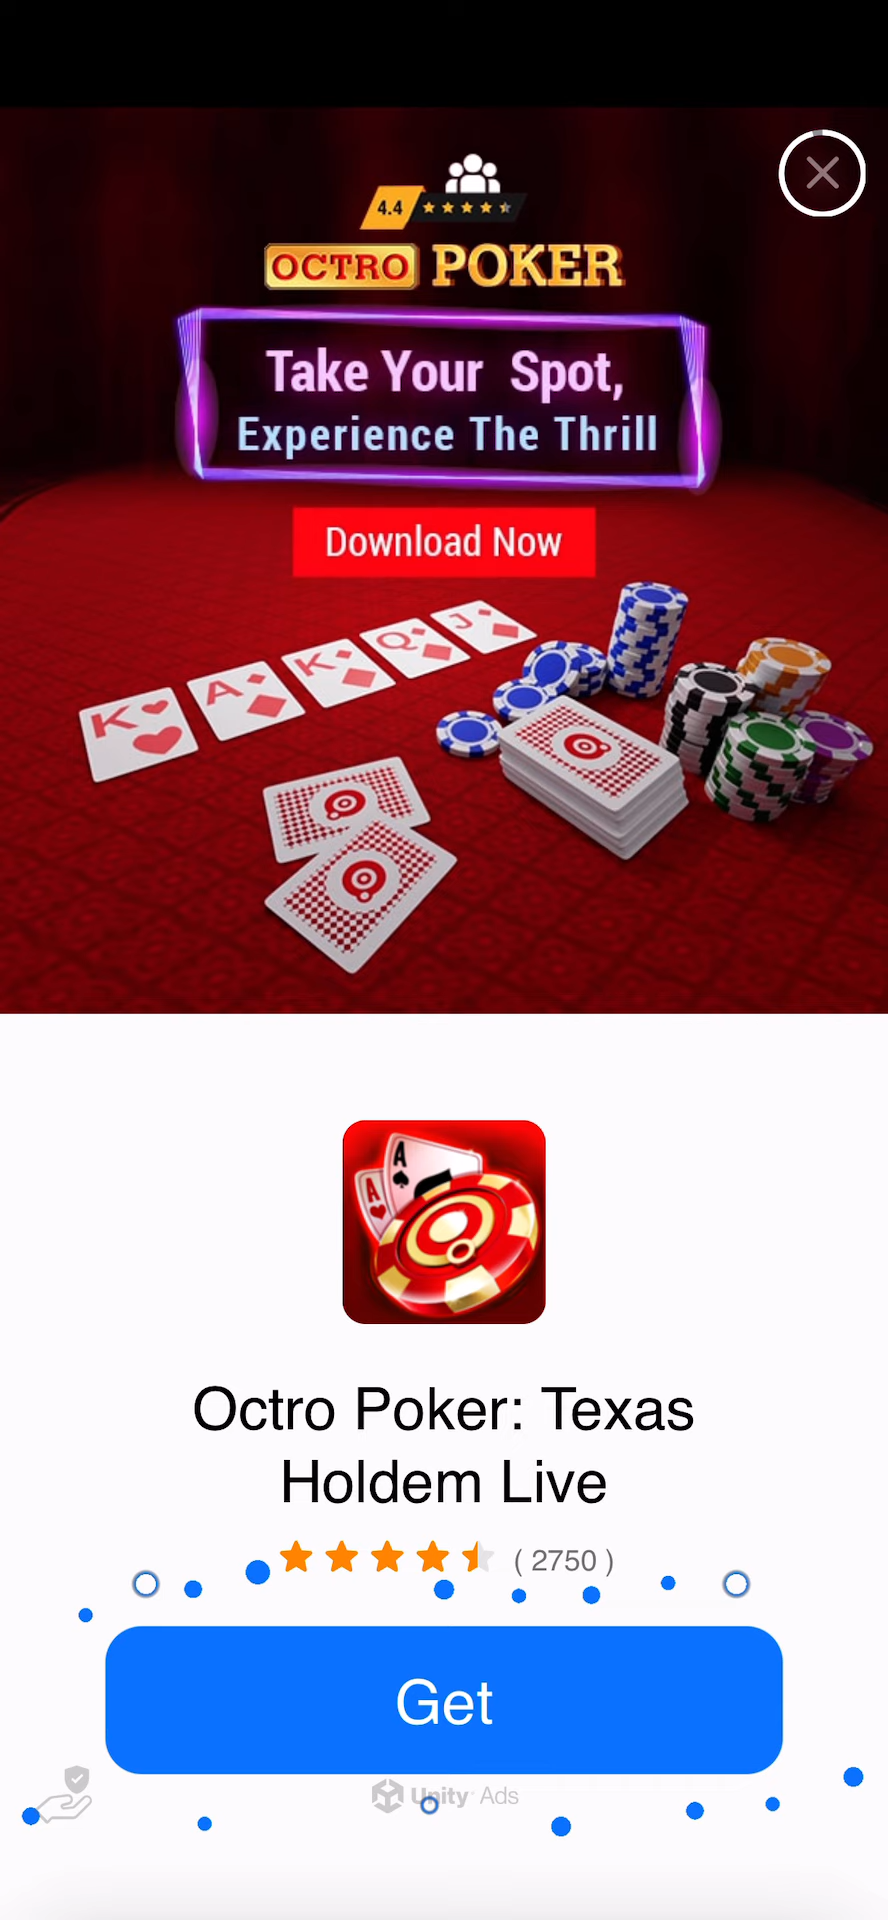 4.4
OCTRO POKER
Take Your Spot,
Experience The Thrill
Download Now
K A K Q J
A A
Octro Poker: Texas
Holdem Live
( 2750 )
Get
Unity Ads